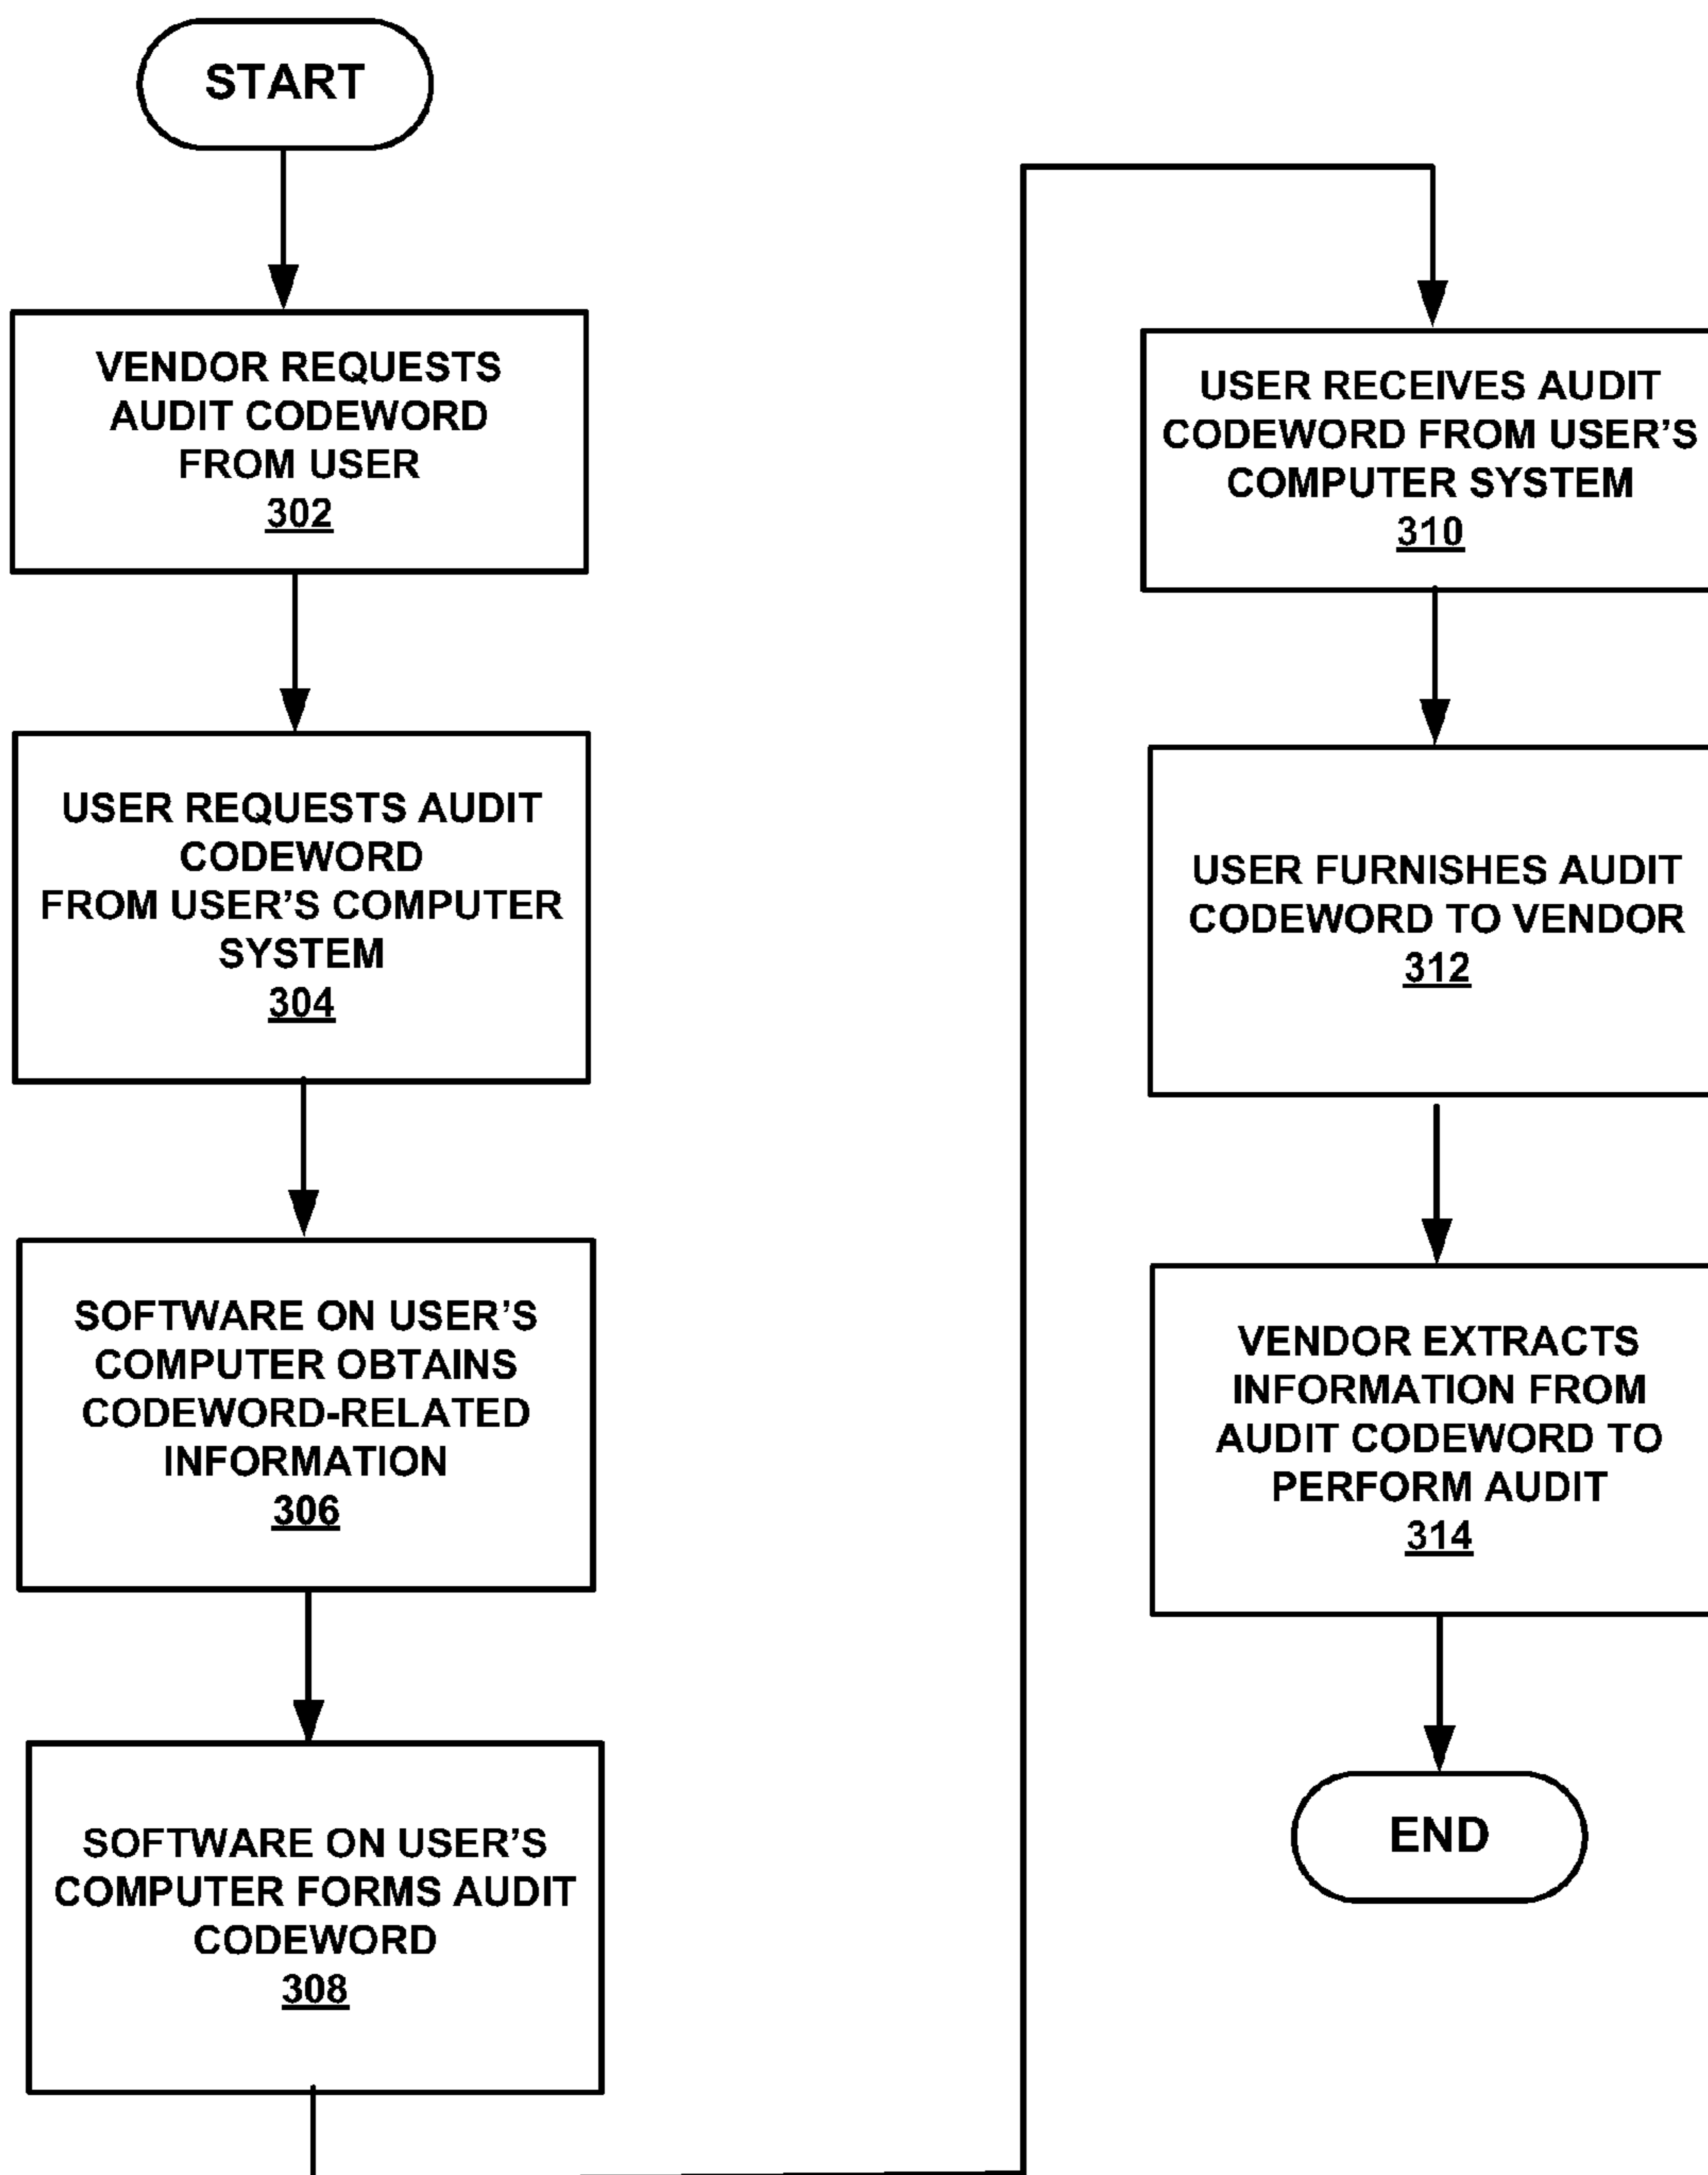 START
VENDOR REQUESTS
AUDIT CODEWORD
FROM USER
302
USER REQUESTS AUDIT
CODEWORD
FROM USER'S COMPUTER
SYSTEM
304
SOFTWARE ON USER'S
COMPUTER OBTAINS
CODEWORD-RELATED
INFORMATION
306
SOFTWARE ON USER'S
COMPUTER FORMS AUDIT
CODEWORD
308
USER RECEIVES AUDIT
CODEWORD FROM USER'S
COMPUTER SYSTEM
310
USER FURNISHES AUDIT
CODEWORD TO VENDOR
312
VENDOR EXTRACTS
INFORMATION FROM
AUDIT CODEWORD TO
PERFORM AUDIT
314
END